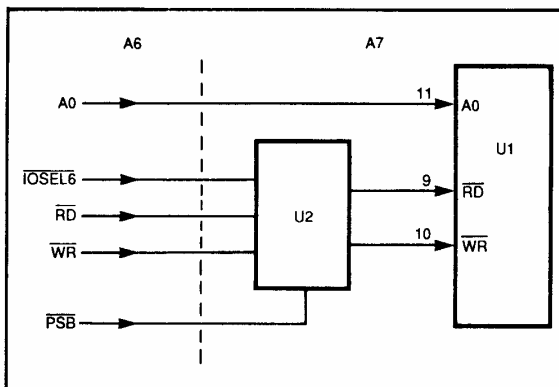 A6 A7
A0 11 A0
U1
IOSEL6
9
RD U2 RD
10
WR WR
PSB